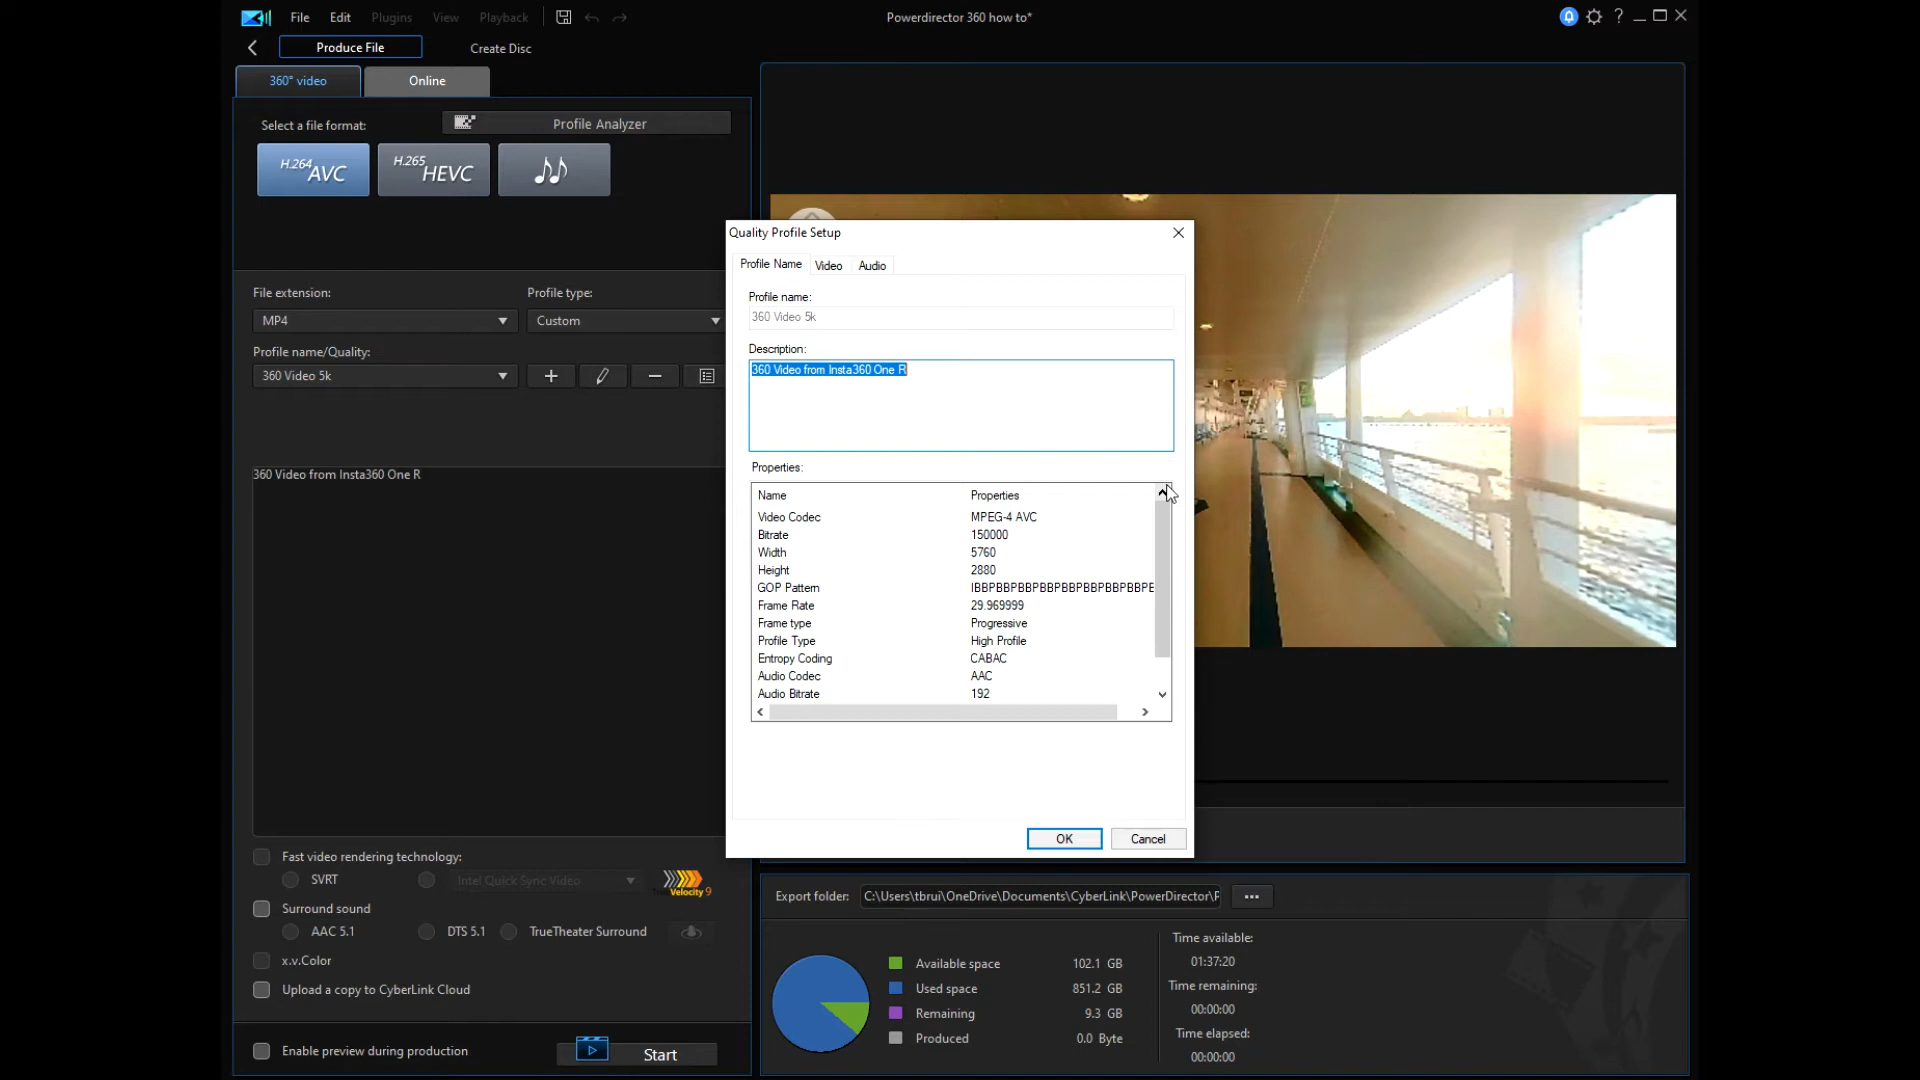 File Edit Plugins View Playback Powerdirector 360 how to* ?
Produce File Create Disc
360° video Online
Select a file format: Profile Analyzer
H.264 AVC H.265 HEVC
File extension: Profile type:
MP4 Custom
Profile name/Quality:
360 Video 5k
360 Video from Insta360 One R
Fast video rendering technology:
SVRT Intel Quick Sync Video Velocity 9
Surround sound
AAC 5.1 DTS 5.1 TrueTheater Surround
x.v.Color
Upload a copy to CyberLink Cloud
Enable preview during production Start
Quality Profile Setup
Profile Name Video Audio
Profile name:
360 Video 5k
Description:
360 Video from Insta360 One R
Properties:
Name Properties
Video Codec MPEG-4 AVC
Bitrate 150000
Width 5760
Height 2880
GOP Pattern IBBPBBPBBPBBPBBPBBPBBPBBPE
Frame Rate 29.969999
Frame type Progressive
Profile Type High Profile
Entropy Coding CABAC
Audio Codec AAC
Audio Bitrate 192
OK Cancel
Export folder: C:\Users\tbrui\OneDrive\Documents\CyberLink\PowerDirector\F ...
Available space 102.1 GB
Used space 851.2 GB
Remaining 9.3 GB
Produced 0.0 Byte
Time available:
01:37:20
Time remaining:
00:00:00
Time elapsed:
00:00:00